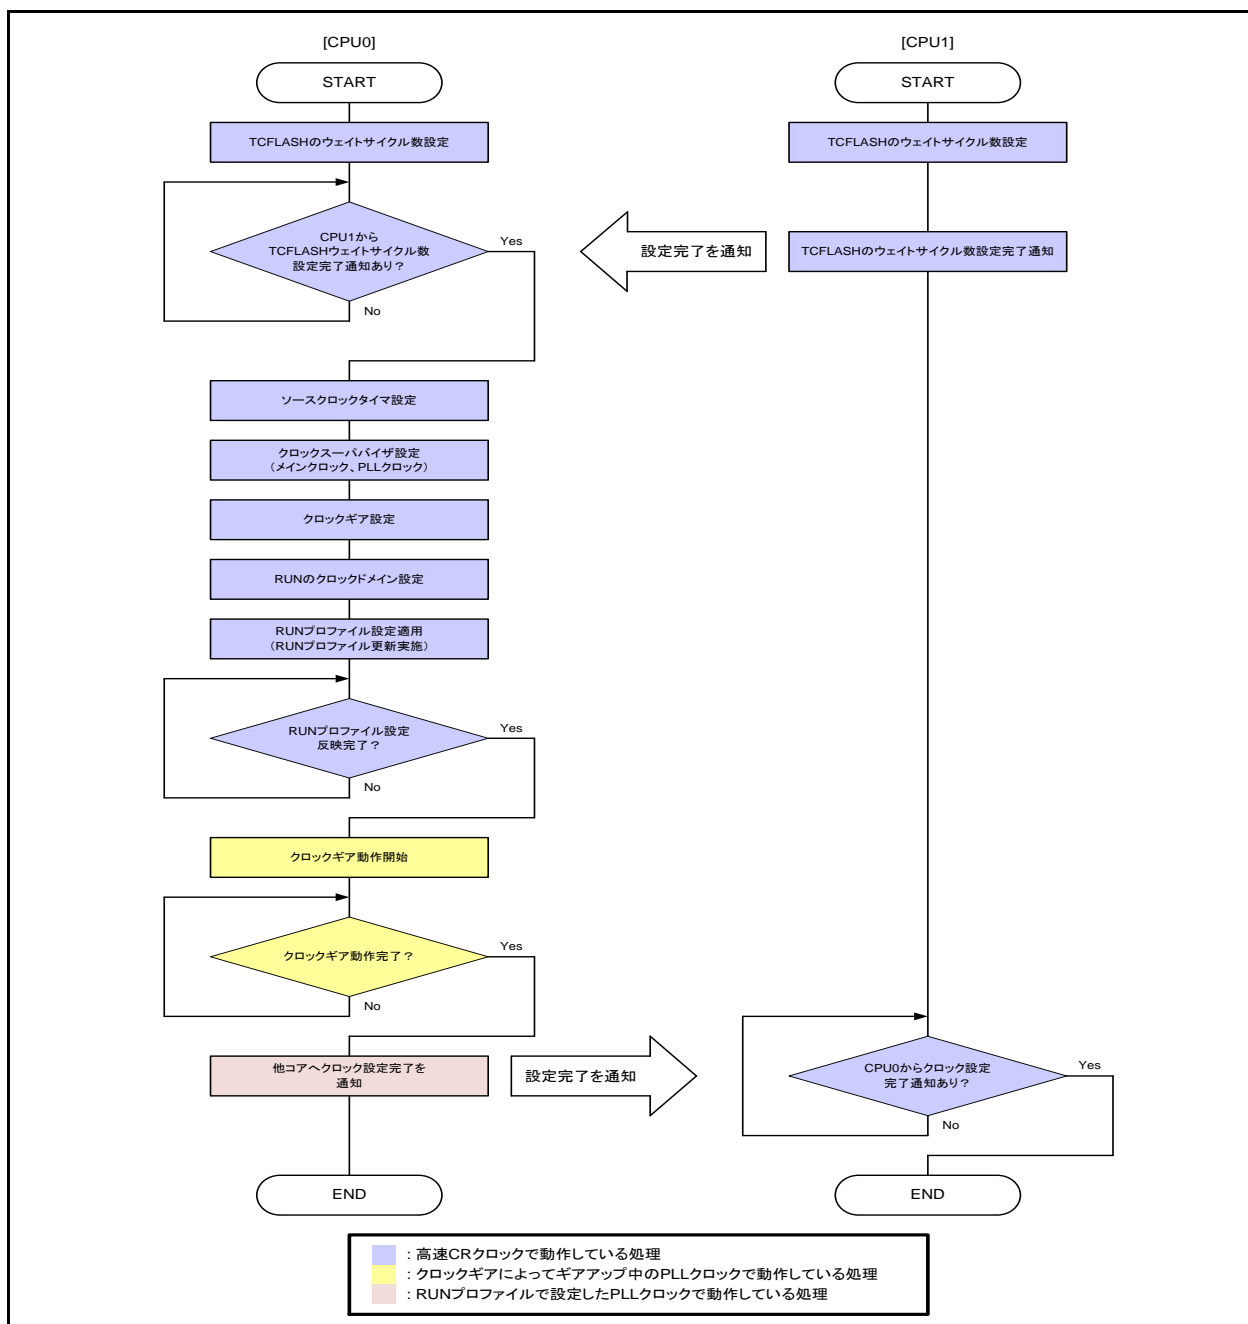 [CPU0]
START
TCFLASHのウェイトサイクル数設定
CPU1から
TCFLASHウェイトサイクル数
設定完了通知あり？
Yes
No
ソースクロックタイマ設定
クロックスーパバイザ設定
（メインクロック、PLLクロック）
クロックギア設定
RUNのクロックドメイン設定
RUNプロファイル設定適用
（RUNプロファイル更新実施）
RUNプロファイル設定
反映完了？
Yes
No
クロックギア動作開始
クロックギア動作完了？
Yes
No
他コアへクロック設定完了を
通知
END
[CPU1]
START
TCFLASHのウェイトサイクル数設定
設定完了を通知
TCFLASHのウェイトサイクル数設定完了通知
設定完了を通知
CPU0からクロック設定
完了通知あり？
Yes
No
END
：高速CRクロックで動作している処理
：クロックギアによってギアアップ中のPLLクロックで動作している処理
：RUNプロファイルで設定したPLLクロックで動作している処理